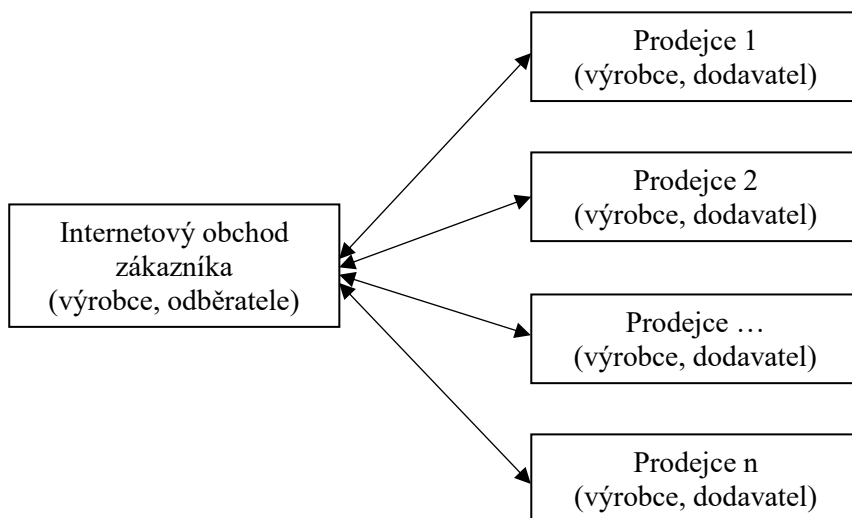 Prodejce 1
(výrobce, dodavatel)
Prodejce 2
(výrobce, dodavatel)
Internetový obchod
zákazníka
(výrobce, odběratele)
Prodejce …
(výrobce, dodavatel)
Prodejce n
(výrobce, dodavatel)